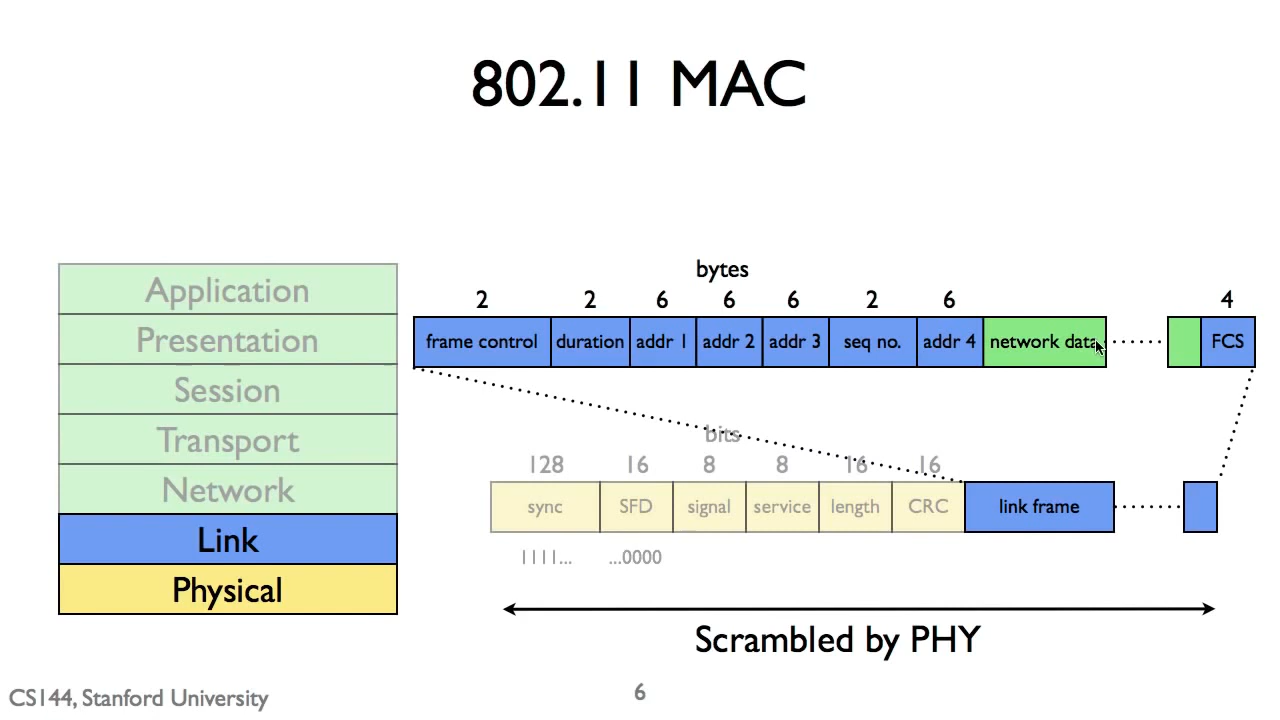 802.11 MAC
Application
Presentation
Session
Transport
Network
Link
Physical
bytes
2 2 6 6 6 2 6 4
frame control duration addr 1 addr 2 addr 3 seq no. addr 4 network data FCS
bits
128 16 8 8 16 16
sync SFD signal service length CRC link frame
1111... ...0000
Scrambled by PHY
CS144, Stanford University 6